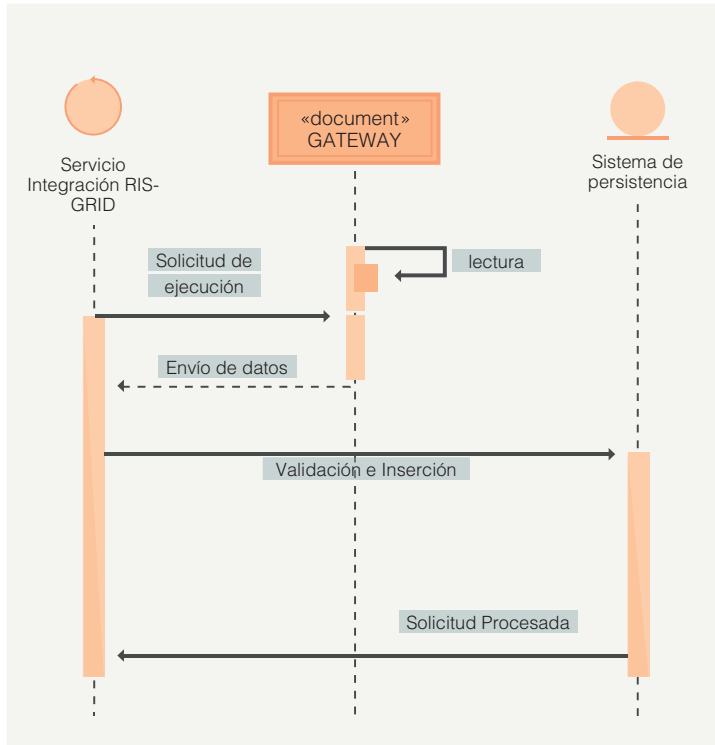 «document»
GATEWAY
Servicio
Integración RIS-
GRID
Sistema de
persistencia
Solicitud de
ejecución
lectura
Envío de datos
Validación e Inserción
Solicitud Procesada